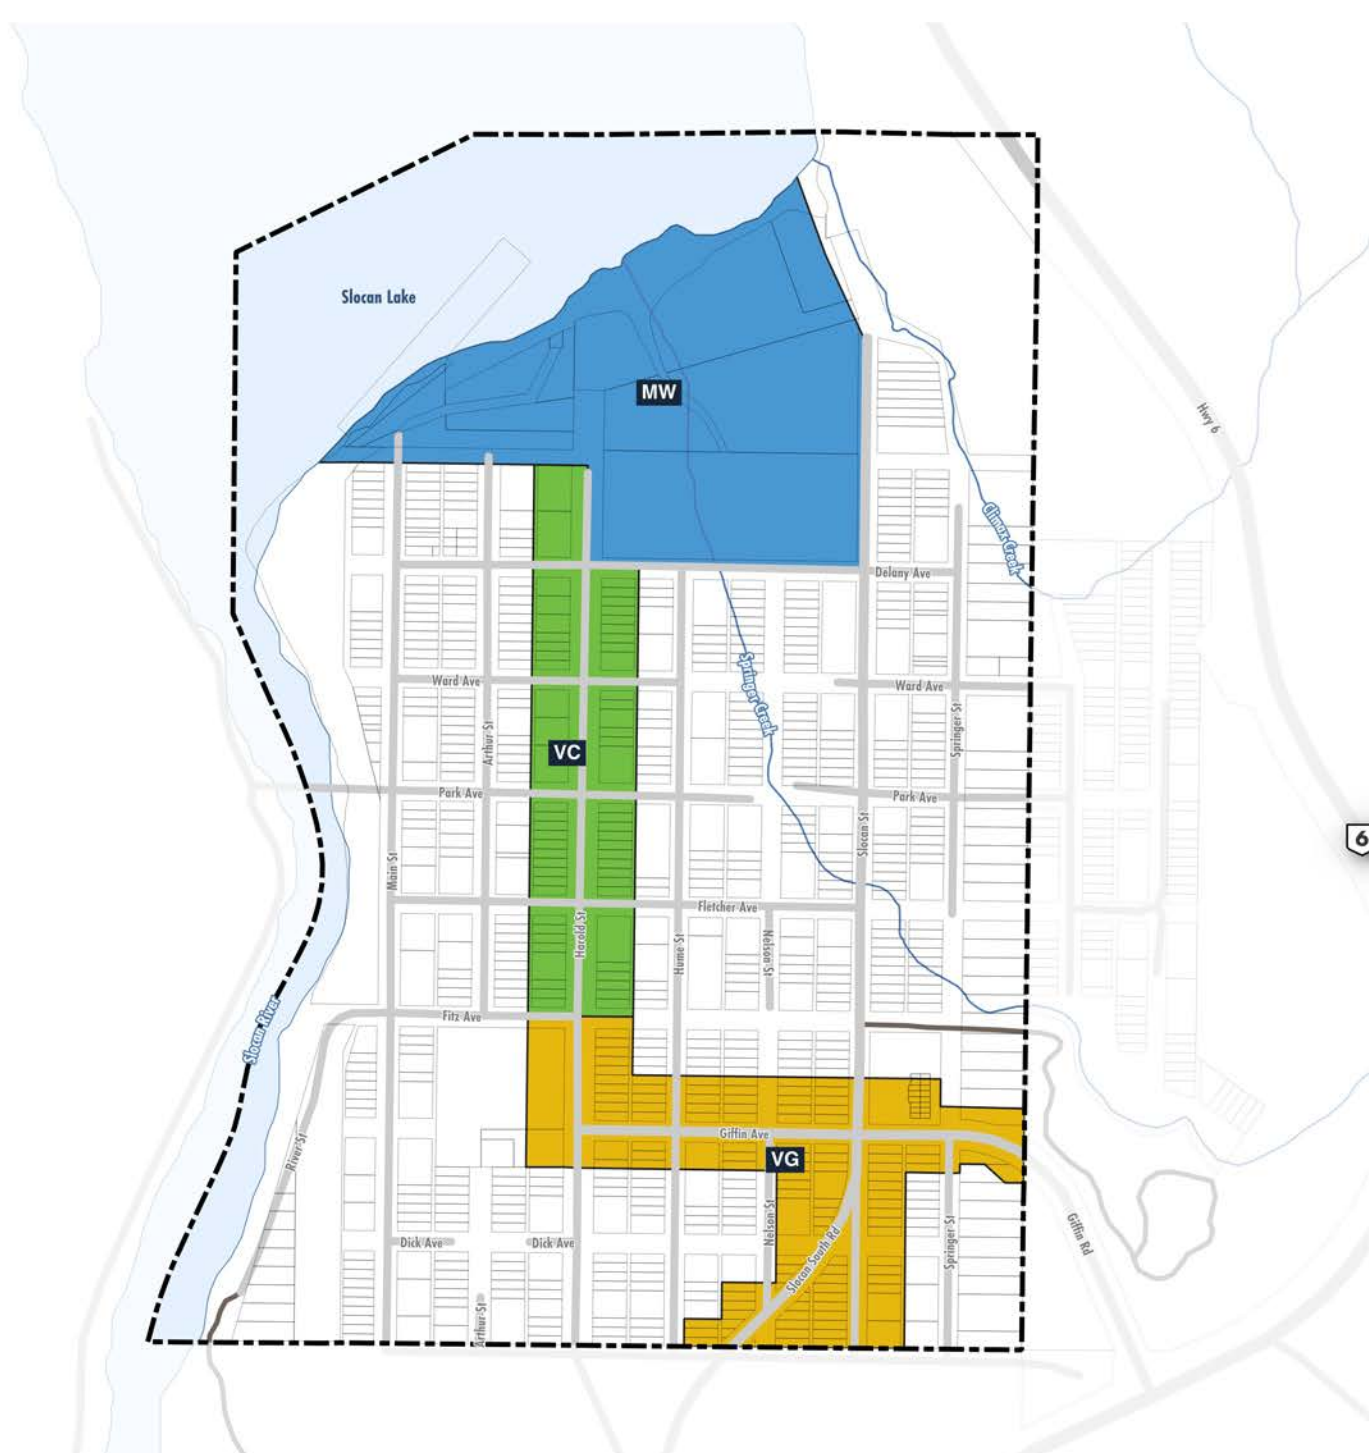 Slocan Lake
MW
Hwy 6
Climax Creek
Delany Ave
Ward Ave
Springer Creek
Ward Ave
Arthur St
Springer St
VC
Park Ave
Park Ave
6
Slocan St
Main St
Fletcher Ave
Harold St
Hume St
Nelson St
Slocan River
Fitz Ave
Giffin Ave
River St
VG
Nelson St
Dick Ave
Dick Ave
Slocan South Rd
Springer St
Giffin Rd
Arthur St